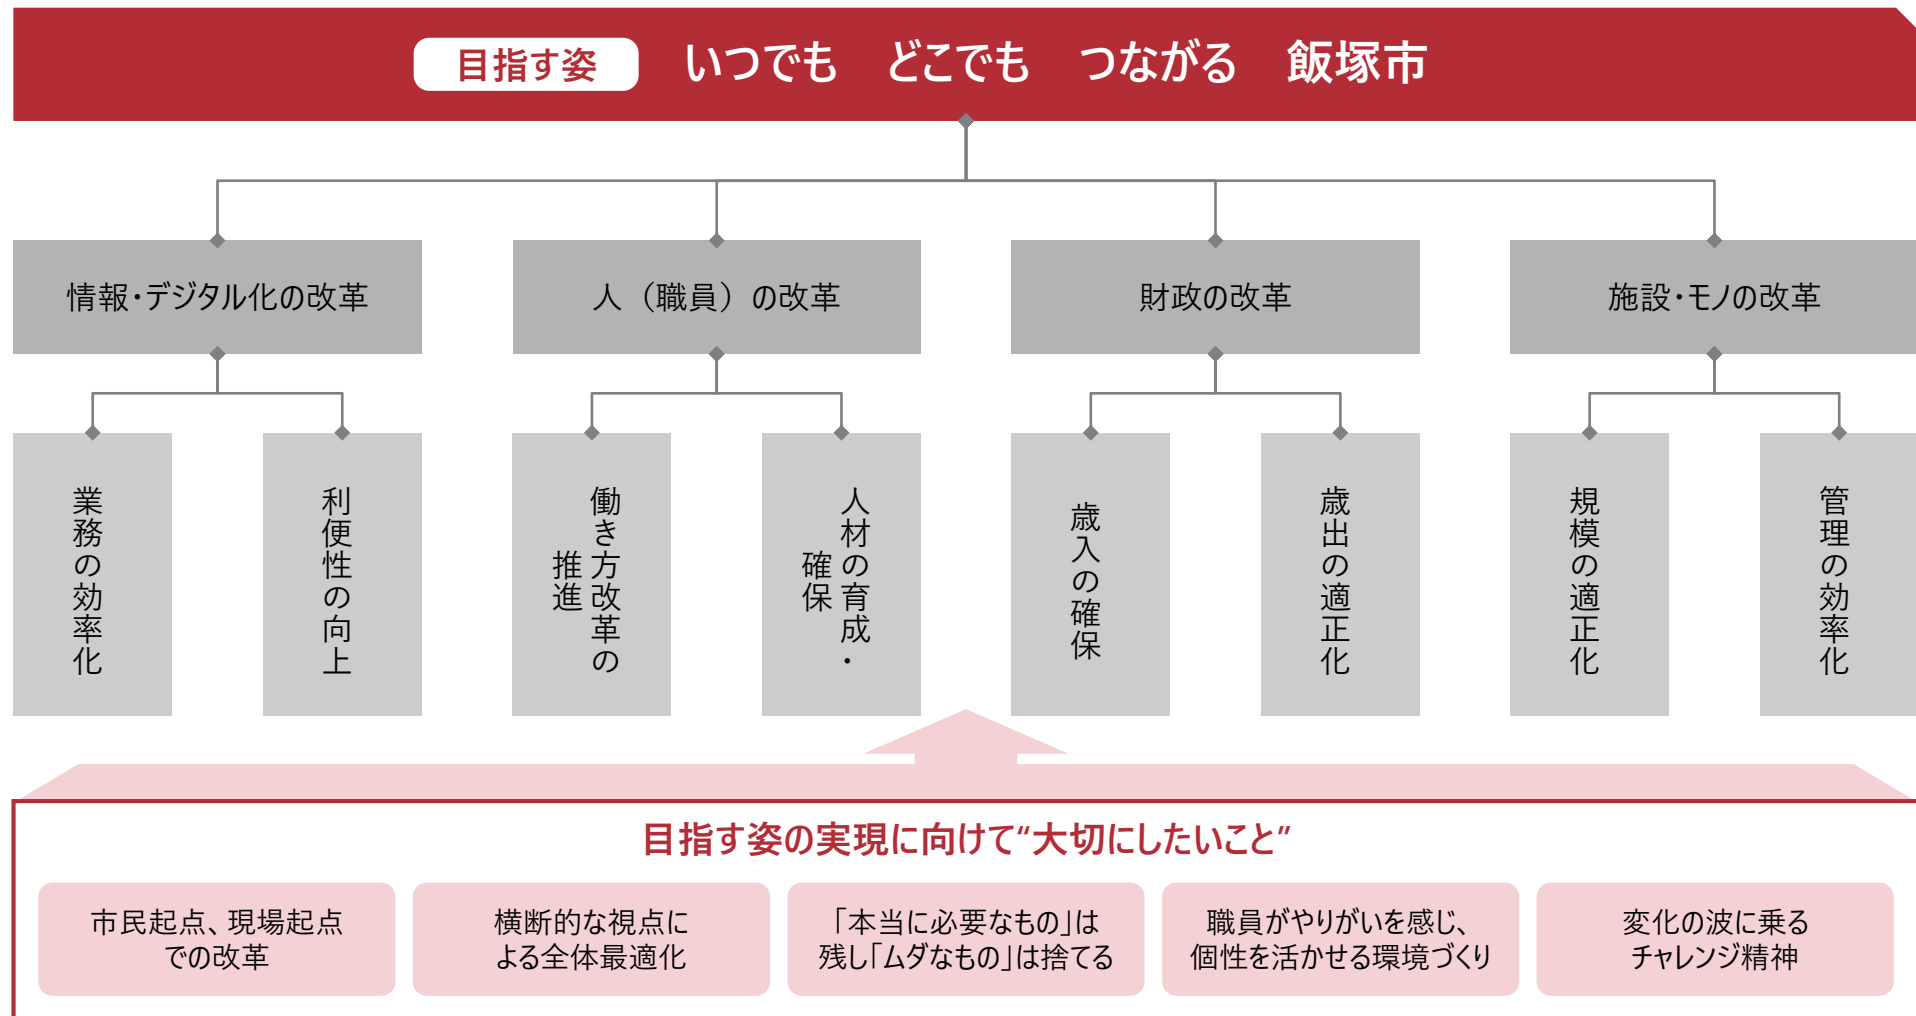 目指す姿 いつでも どこでも つながる 飯塚市
情報・デジタル化の改革
人（職員）の改革
財政の改革
施設・モノの改革
業務の効率化
利便性の向上
働き方改革の
推進
人材の育成・
確保
歳入の確保
歳出の適正化
規模の適正化
管理の効率化
目指す姿の実現に向けて“大切にしたいこと”
市民起点、現場起点
での改革
横断的な視点に
よる全体最適化
「本当に必要なもの」は
残し「ムダなもの」は捨てる
職員がやりがいを感じ、
個性を活かせる環境づくり
変化の波に乗る
チャレンジ精神